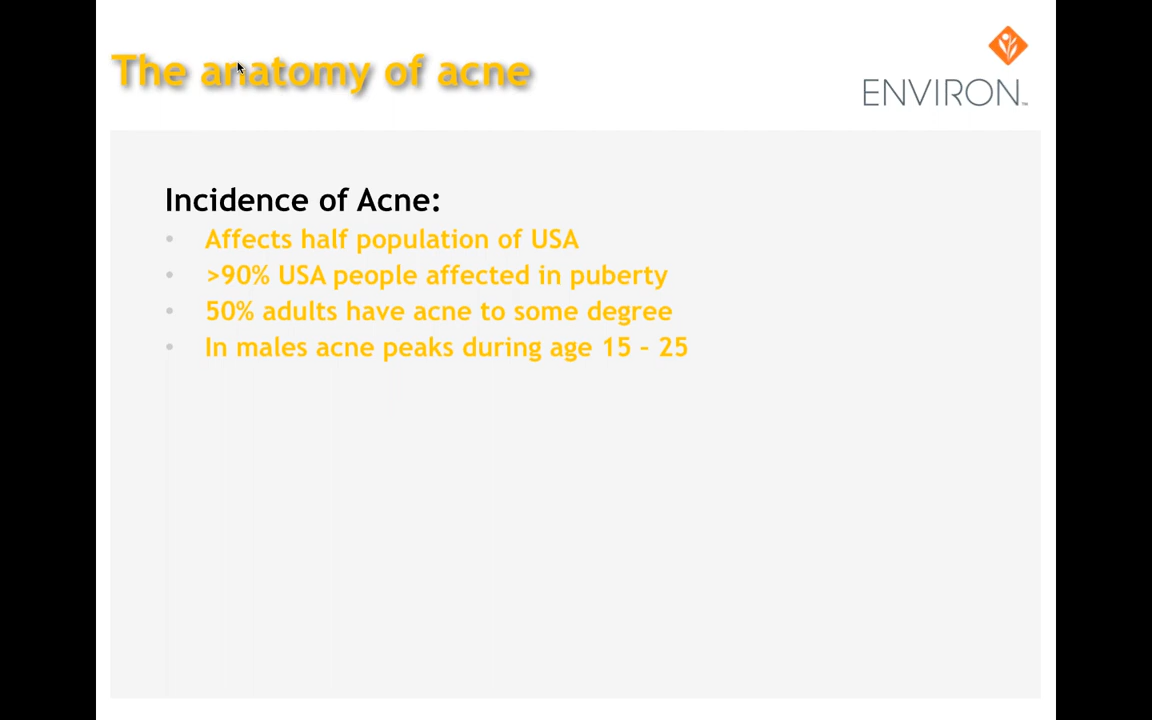 The anatomy of acne
ENVIRON™
Incidence of Acne:
• Affects half population of USA
• >90% USA people affected in puberty
• 50% adults have acne to some degree
• In males acne peaks during age 15 – 25